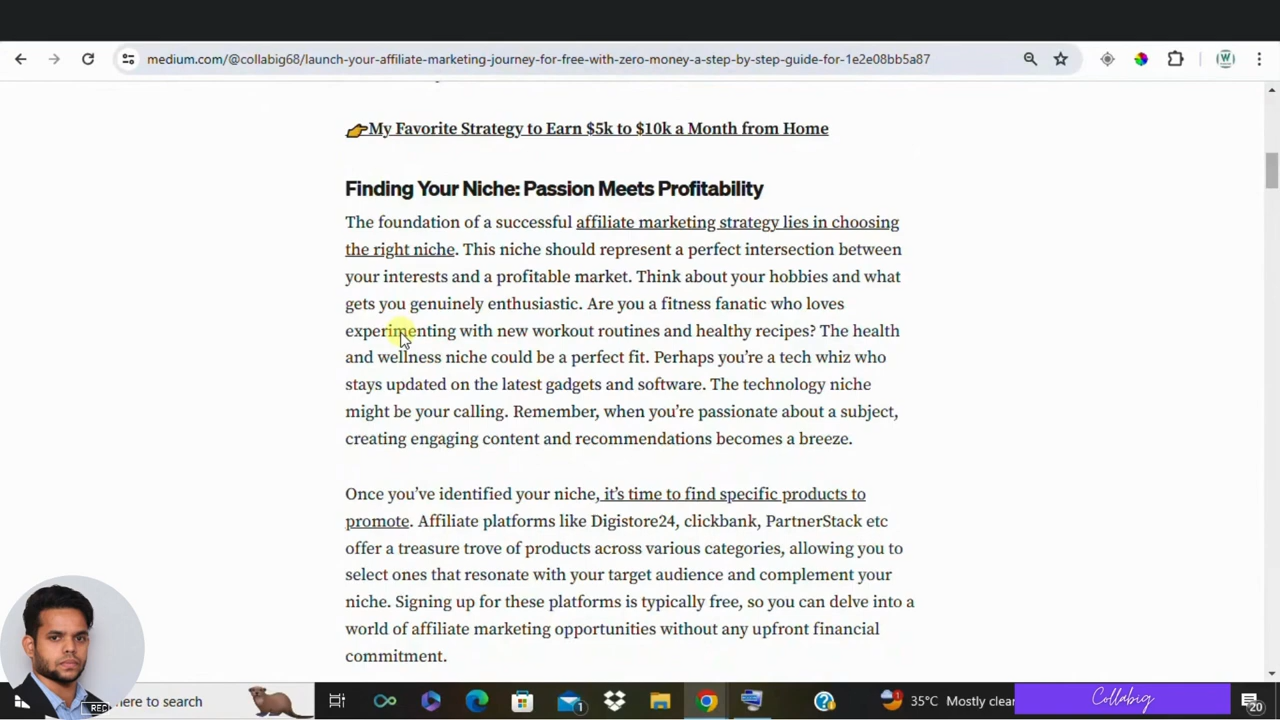 medium.com/@collabig68/launch-your-affiliate-marketing-journey-for-free-with-zero-money-a-step-by-step-guide-for-1e2e08bb5a87
👉My Favorite Strategy to Earn $5k to $10k a Month from Home
Finding Your Niche: Passion Meets Profitability
The foundation of a successful affiliate marketing strategy lies in choosing
the right niche. This niche should represent a perfect intersection between
your interests and a profitable market. Think about your hobbies and what
gets you genuinely enthusiastic. Are you a fitness fanatic who loves
experimenting with new workout routines and healthy recipes? The health
and wellness niche could be a perfect fit. Perhaps you’re a tech whiz who
stays updated on the latest gadgets and software. The technology niche
might be your calling. Remember, when you’re passionate about a subject,
creating engaging content and recommendations becomes a breeze.
Once you’ve identified your niche, it’s time to find specific products to
promote. Affiliate platforms like Digistore24, clickbank, PartnerStack etc
offer a treasure trove of products across various categories, allowing you to
select ones that resonate with your target audience and complement your
niche. Signing up for these platforms is typically free, so you can delve into a
world of affiliate marketing opportunities without any upfront financial
commitment.
REC
here to search
1
1
35°C Mostly clear
Collabig
20